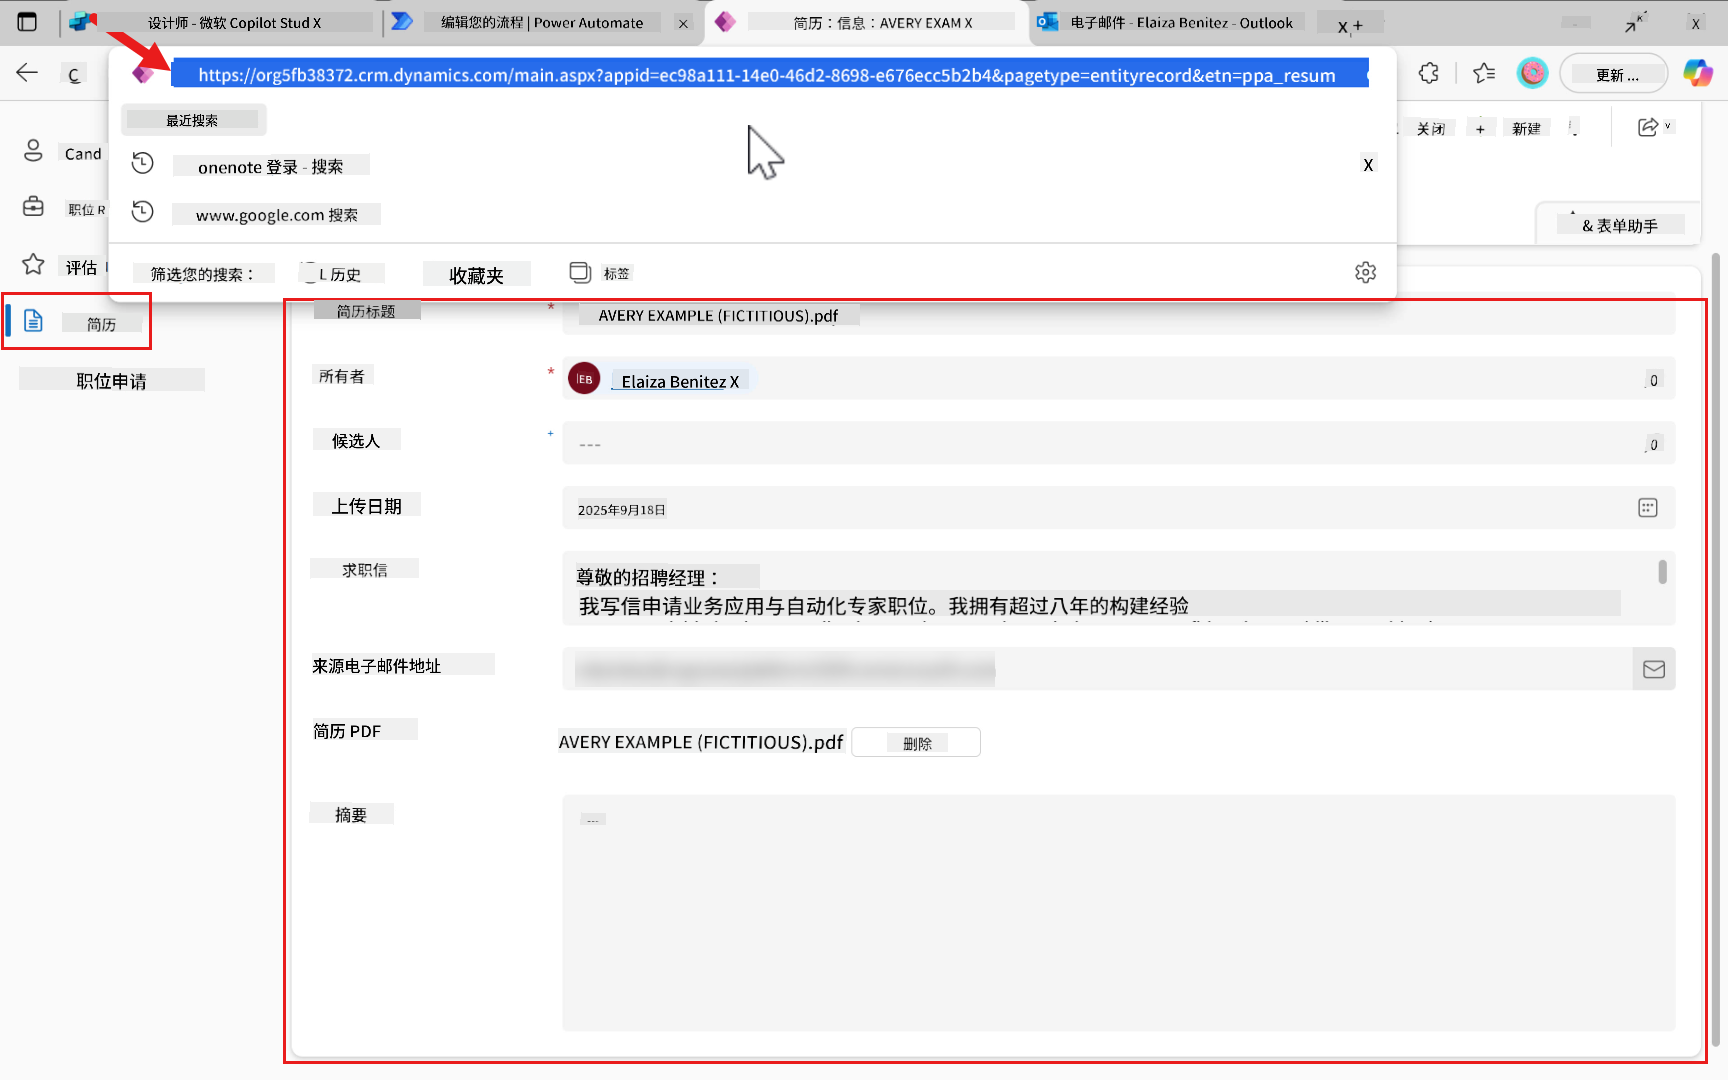 设计师 - 微软 Copilot Stud X
编辑您的流程 | Power Automate
简历：信息：AVERY EXAM X
电子邮件 - Elaiza Benitez - Outlook
X +
X
C
https://org5fb38372.crm.dynamics.com/main.aspx?appid=ec98a111-14e0-46d2-8698-e676ecc5b2b4&pagetype=entityrecord&etn=ppa_resum
更新 ...
最近搜索
关闭
+ 新建
Cand
onenote 登录 - 搜索
X
职位 R
www.google.com 搜索
& 表单助手
评估
筛选您的搜索：
历史
收藏夹
标签
简历
简历标题
*
AVERY EXAMPLE (FICTITIOUS).pdf
职位申请
所有者
*
EB
Elaiza Benitez X
候选人
+
---
上传日期
2025年9月18日
求职信
尊敬的招聘经理：
我写信申请业务应用与自动化专家职位。我拥有超过八年的构建经验
来源电子邮件地址
简历 PDF
AVERY EXAMPLE (FICTITIOUS).pdf
删除
摘要
---